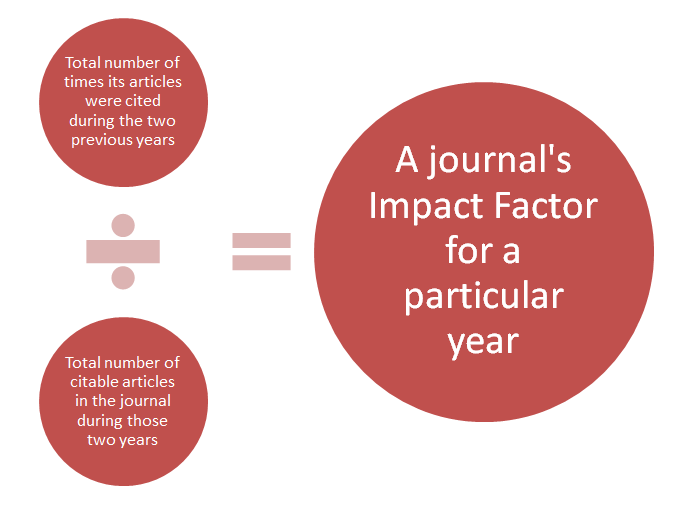 Total number of
times its articles
were cited
during the two
previous years
÷
=
A journal's
Impact Factor
for a
particular
year
Total number of
citable articles
in the journal
during those
two years